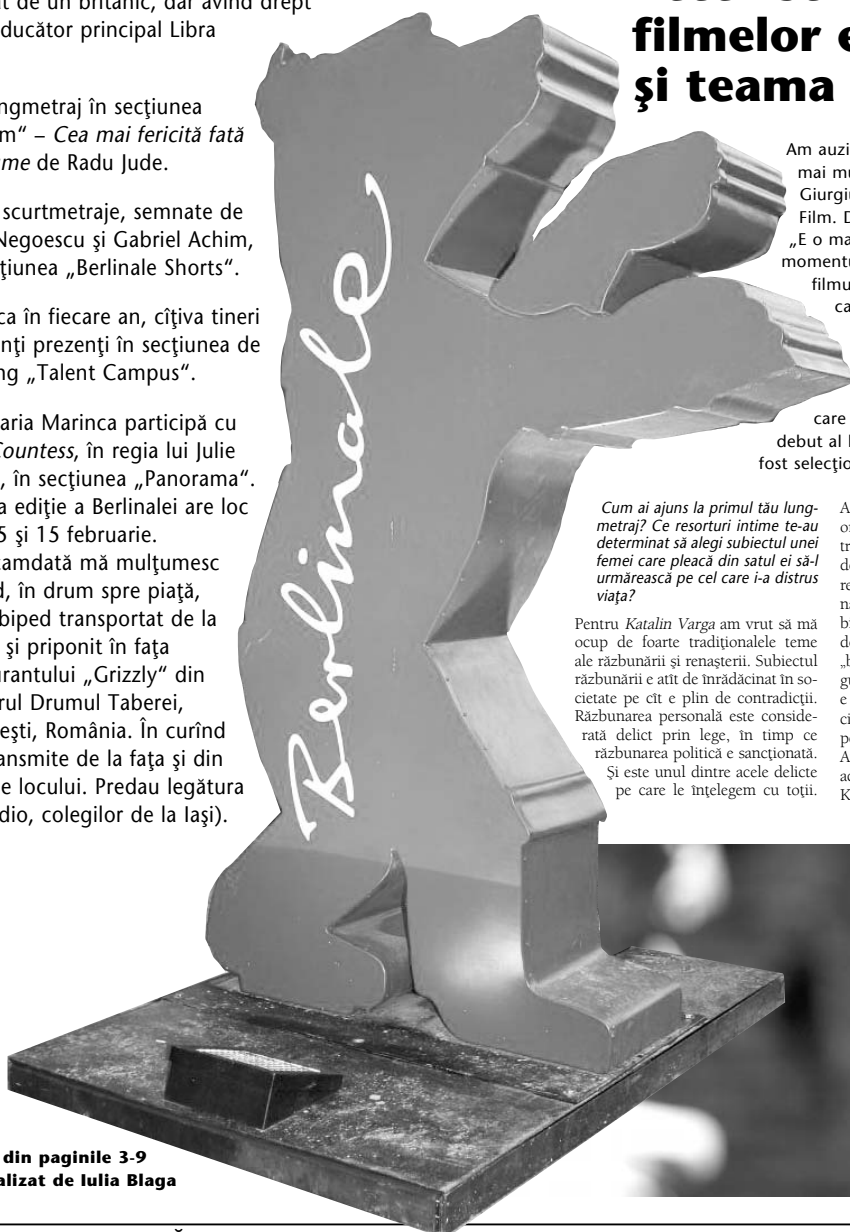 t de un britanic, dar avînd drept
ducător principal Libra
ngmetraj în secţiunea
m“ – Cea mai fericită fată
me de Radu Jude.
scurtmetraje, semnate de
Negoescu şi Gabriel Achim,
ţiunea „Berlinale Shorts“.
ca în fiecare an, cîţiva tineri
nţi prezenţi în secţiunea de
ng „Talent Campus“.
aria Marinca participă cu
Countess, în regia lui Julie
, în secţiunea „Panorama“.
a ediţie a Berlinalei are loc
5 şi 15 februarie.
camdată mă mulţumesc
d, în drum spre piaţă,
biped transportat de la
şi priponit în faţa
urantului „Grizzly“ din
rul Drumul Taberei,
eşti, România. În curînd
ansmite de la faţa şi din
e locului. Predau legătura
dio, colegilor de la Iaşi).
Berlinale
din paginile 3-9
alizat de Iulia Blaga
filmelor e
şi teama
Am auzi
mai mu
Giurgiu
Film. D
„E o ma
momentu
filmu
ca
care
debut al l
fost selecţio
Cum ai ajuns la primul tău lung-
metraj? Ce resorturi intime te-au
determinat să alegi subiectul unei
femei care pleacă din satul ei să-l
urmărească pe cel care i-a distrus
viaţa?
Pentru Katalin Varga am vrut să mă
ocup de foarte tradiţionalele teme
ale răzbunării şi renaşterii. Subiectul
răzbunării e atît de înrădăcinat în so-
cietate pe cît e plin de contradicţii.
Răzbunarea personală este conside-
rată delict prin lege, în timp ce
răzbunarea politică e sancţionată.
Şi este unul dintre acele delicte
pe care le înţelegem cu toţii.